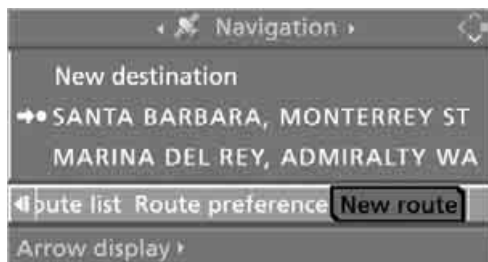 Navigation
New destination
SANTA BARBARA, MONTERREY ST
MARINA DEL REY, ADMIRALTY WA
oute list Route preference New route
Arrow display